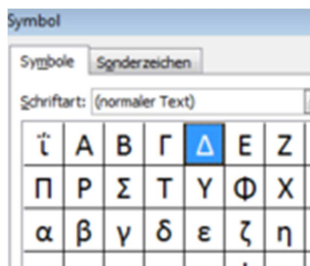 Symbol
Symbole Sonderzeichen
Schriftart: (normaler Text)
ΐ Α Β Γ Δ Ε Ζ
Π Ρ Σ Τ Υ Φ Χ
α β γ δ ε ζ η